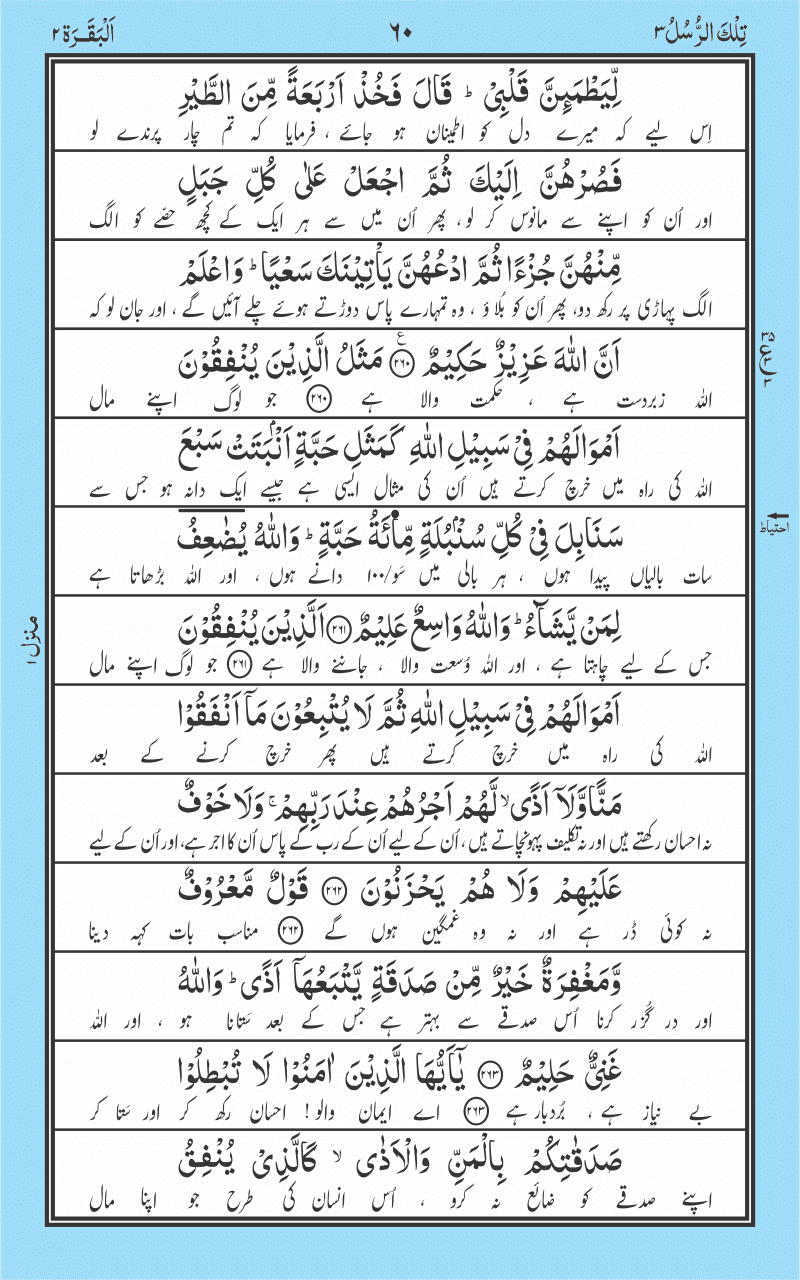 تِلْكَ الرُّسُلُ ٣
٦٠
اَلْبَقَرَة ٢
لِّيَطْمَئِنَّ قَلْبِىْ ؕ قَالَ فَخُذْ اَرْبَعَةً مِّنَ الطَّيْرِ
اِس لیے کہ میرے دل کو اطمینان ہو جائے ، فرمایا کہ تم چار پرندے لو
فَصُرْهُنَّ اِلَيْكَ ثُمَّ اجْعَلْ عَلٰى كُلِّ جَبَلٍ
اور اُن کو اپنے سے مانوس کر لو ، پھر اُن میں سے ہر ایک کے کچھ حصّے کو الگ
مِّنْهُنَّ جُزْءًا ثُمَّ ادْعُهُنَّ يَاْتِيْنَكَ سَعْيًا ؕ وَاعْلَمْ
الگ پہاڑی پر رکھ دو، پھر اُن کو بُلاؤ ، وہ تمہارے پاس دوڑتے ہوئے چلے آئیں گے ، اور جان لو کہ
اَنَّ اللّٰهَ عَزِيْزٌ حَكِيْمٌ ﴿٢٦٠﴾ ع مَثَلُ الَّذِيْنَ يُنْفِقُوْنَ
اللہ زبردست ہے ، حکمت والا ہے ﴿٢٦٠﴾ جو لوگ اپنے مال
اَمْوَالَهُمْ فِىْ سَبِيْلِ اللّٰهِ كَمَثَلِ حَبَّةٍ اَنْۢبَتَتْ سَبْعَ
اللہ کی راہ میں خرچ کرتے ہیں اُن کی مثال ایسی ہے جیسے ایک دانہ ہو جس سے
سَنَابِلَ فِىْ كُلِّ سُنْۢبُلَةٍ مِّائَةُ حَبَّةٍ ؕ وَاللّٰهُ يُضٰعِفُ
سات بالیاں پیدا ہوں ، ہر بالی میں سَو/١٠٠ دانے ہوں ، اور اللہ بڑھاتا ہے
احتیاط
لِمَنْ يَّشَآءُ ؕ وَاللّٰهُ وَاسِعٌ عَلِيْمٌ ﴿٢٦١﴾ اَلَّذِيْنَ يُنْفِقُوْنَ
جس کے لیے چاہتا ہے ، اور اللہ وُسعت والا ، جاننے والا ہے ﴿٢٦١﴾ جو لوگ اپنے مال
منزل ١
اَمْوَالَهُمْ فِىْ سَبِيْلِ اللّٰهِ ثُمَّ لَا يُتْبِعُوْنَ مَاۤ اَنْفَقُوْا
اللہ کی راہ میں خرچ کرتے ہیں پھر خرچ کرنے کے بعد
مَنًّا وَّلَاۤ اَذًى ۙ لَّهُمْ اَجْرُهُمْ عِنْدَ رَبِّهِمْ ۚ وَلَا خَوْفٌ
نہ احسان رکھتے ہیں اور نہ تکلیف پہونچاتے ہیں ، اُن کے لیے اُن کے رب کے پاس اُن کا اجر ہے، اور اُن کے لیے
عَلَيْهِمْ وَلَا هُمْ يَحْزَنُوْنَ ﴿٢٦٢﴾ قَوْلٌ مَّعْرُوْفٌ
نہ کوئی ڈر ہے اور نہ وہ غمگین ہوں گے ﴿٢٦٢﴾ مناسب بات کہہ دینا
وَّمَغْفِرَةٌ خَيْرٌ مِّنْ صَدَقَةٍ يَّتْبَعُهَاۤ اَذًى ؕ وَاللّٰهُ
اور در گُزر کرنا اُس صدقے سے بہتر ہے جس کے بعد ستانا ہو ، اور اللہ
غَنِىٌّ حَلِيْمٌ ﴿٢٦٣﴾ يٰۤاَيُّهَا الَّذِيْنَ اٰمَنُوْا لَا تُبْطِلُوْا
بے نیاز ہے ، بُردبار ہے ﴿٢٦٣﴾ اے ایمان والو ! احسان رکھ کر اور ستا کر
صَدَقٰتِكُمْ بِالْمَنِّ وَالْاَذٰى ۙ كَالَّذِىْ يُنْفِقُ
اپنے صدقے کو ضائع نہ کرو ، اُس انسان کی طرح جو اپنا مال